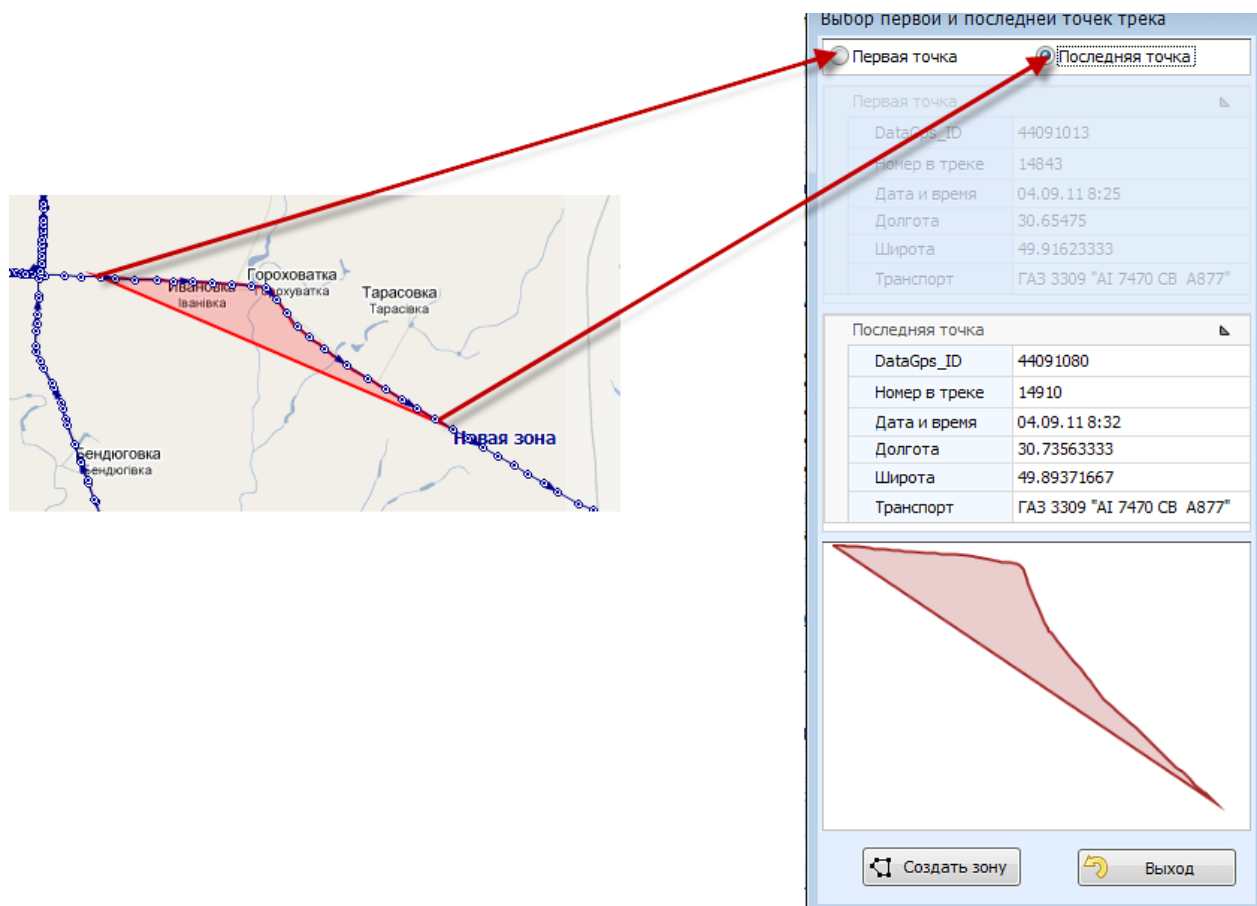 Выбор первой и последней точек трека
Первая точка
Последняя точка
Первая точка
DataGps_ID 44091013
Номер в треке 14843
Дата и время 04.09.11 8:25
Долгота 30.65475
Широта 49.91623333
Транспорт ГАЗ 3309 "AI 7470 CB A877"
Последняя точка
DataGps_ID 44091080
Номер в треке 14910
Дата и время 04.09.11 8:32
Долгота 30.73563333
Широта 49.89371667
Транспорт ГАЗ 3309 "AI 7470 CB A877"
Создать зону
Выход
Гороховатка
Горохуватка
Ивановка
Іванівка
Тарасовка
Тарасівка
Новая зона
Бендюговка
Бендюгівка